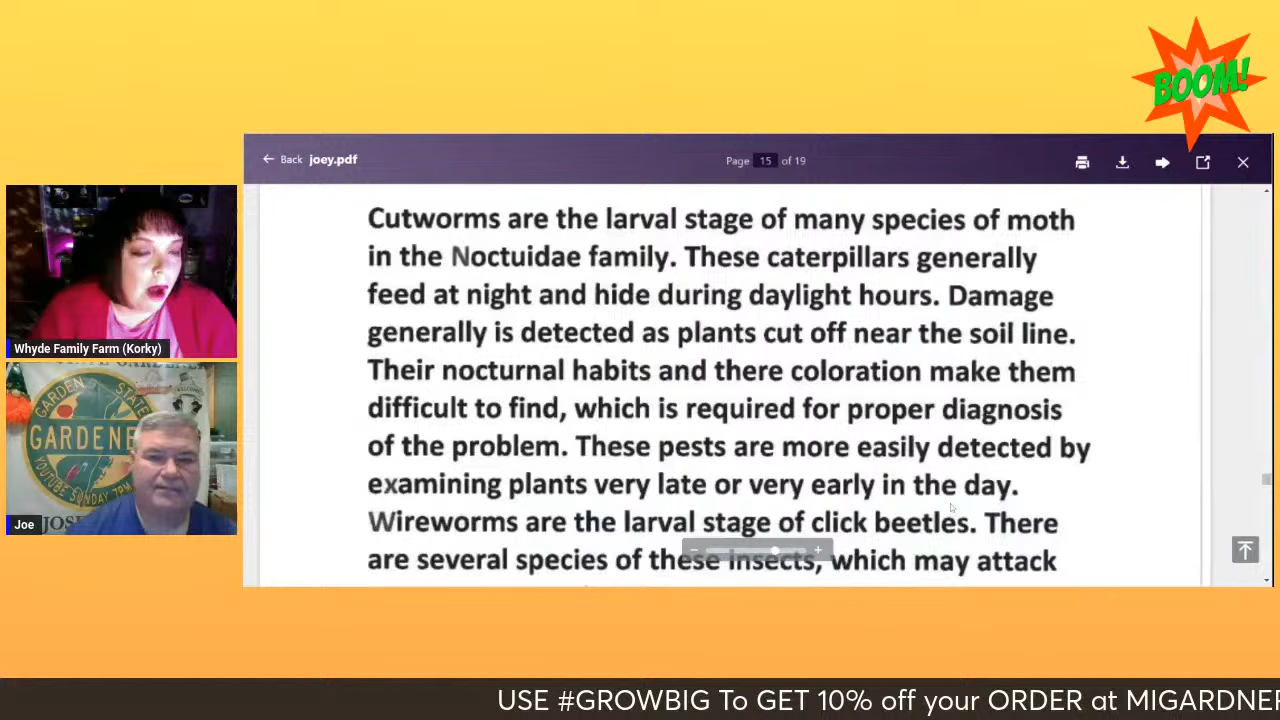 BOOM!
Back joey.pdf
Page 15 of 19
Cutworms are the larval stage of many species of moth
in the Noctuidae family. These caterpillars generally
feed at night and hide during daylight hours. Damage
generally is detected as plants cut off near the soil line.
Their nocturnal habits and there coloration make them
difficult to find, which is required for proper diagnosis
of the problem. These pests are more easily detected by
examining plants very late or very early in the day.
Wireworms are the larval stage of click beetles. There
are several species of these insects, which may attack
Whyde Family Farm (Korky)
GARDEN STATE
GARDENE
YOUTUBE SUNDAY 7PM
Joe
USE #GROWBIG To GET 10% off your ORDER at MIGARDNER